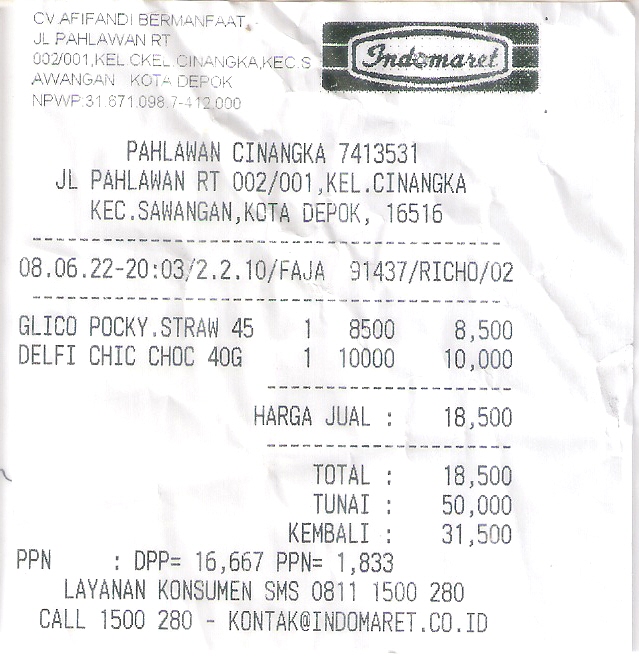 CV.AFIFANDI BERMANFAAT, -
JL PAHLAWAN RT
002/001,KEL CKEL.CINANGKA,KEC.S
AWANGAN KOTA DEPOK
NPWP:31.671.098.7-412.000
Indomaret
PAHLAWAN CINANGKA 7413531
JL PAHLAWAN RT 002/001,KEL.CINANGKA
KEC.SAWANGAN,KOTA DEPOK, 16516
08.06.22-20:03/2.2.10/FAJA 91437/RICHO/02
GLICO POCKY.STRAW 45 1 8500 8,500
DELFI CHIC CHOC 40G 1 10000 10,000
HARGA JUAL : 18,500
TOTAL : 18,500
TUNAI : 50,000
KEMBALI : 31,500
PPN : DPP= 16,667 PPN= 1,833
LAYANAN KONSUMEN SMS 0811 1500 280
CALL 1500 280 - KONTAK@INDOMARET.CO.ID